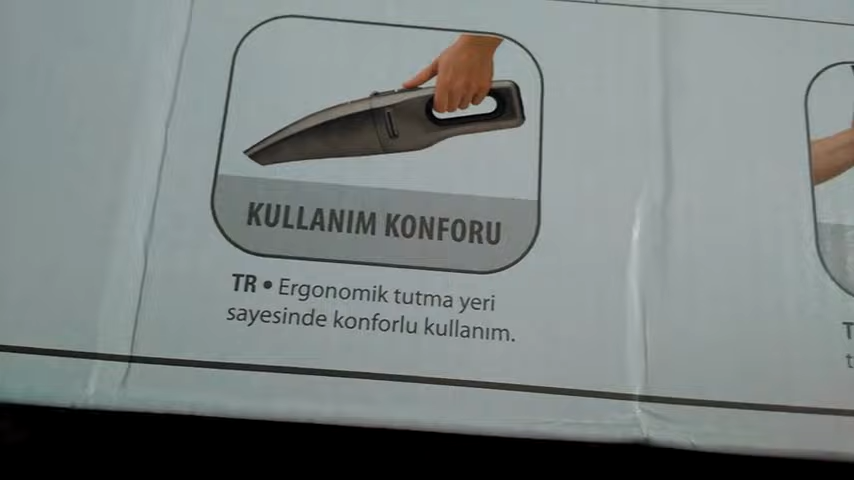 KULLANIM KONFORU
TR • Ergonomik tutma yeri
sayesinde konforlu kullanım.